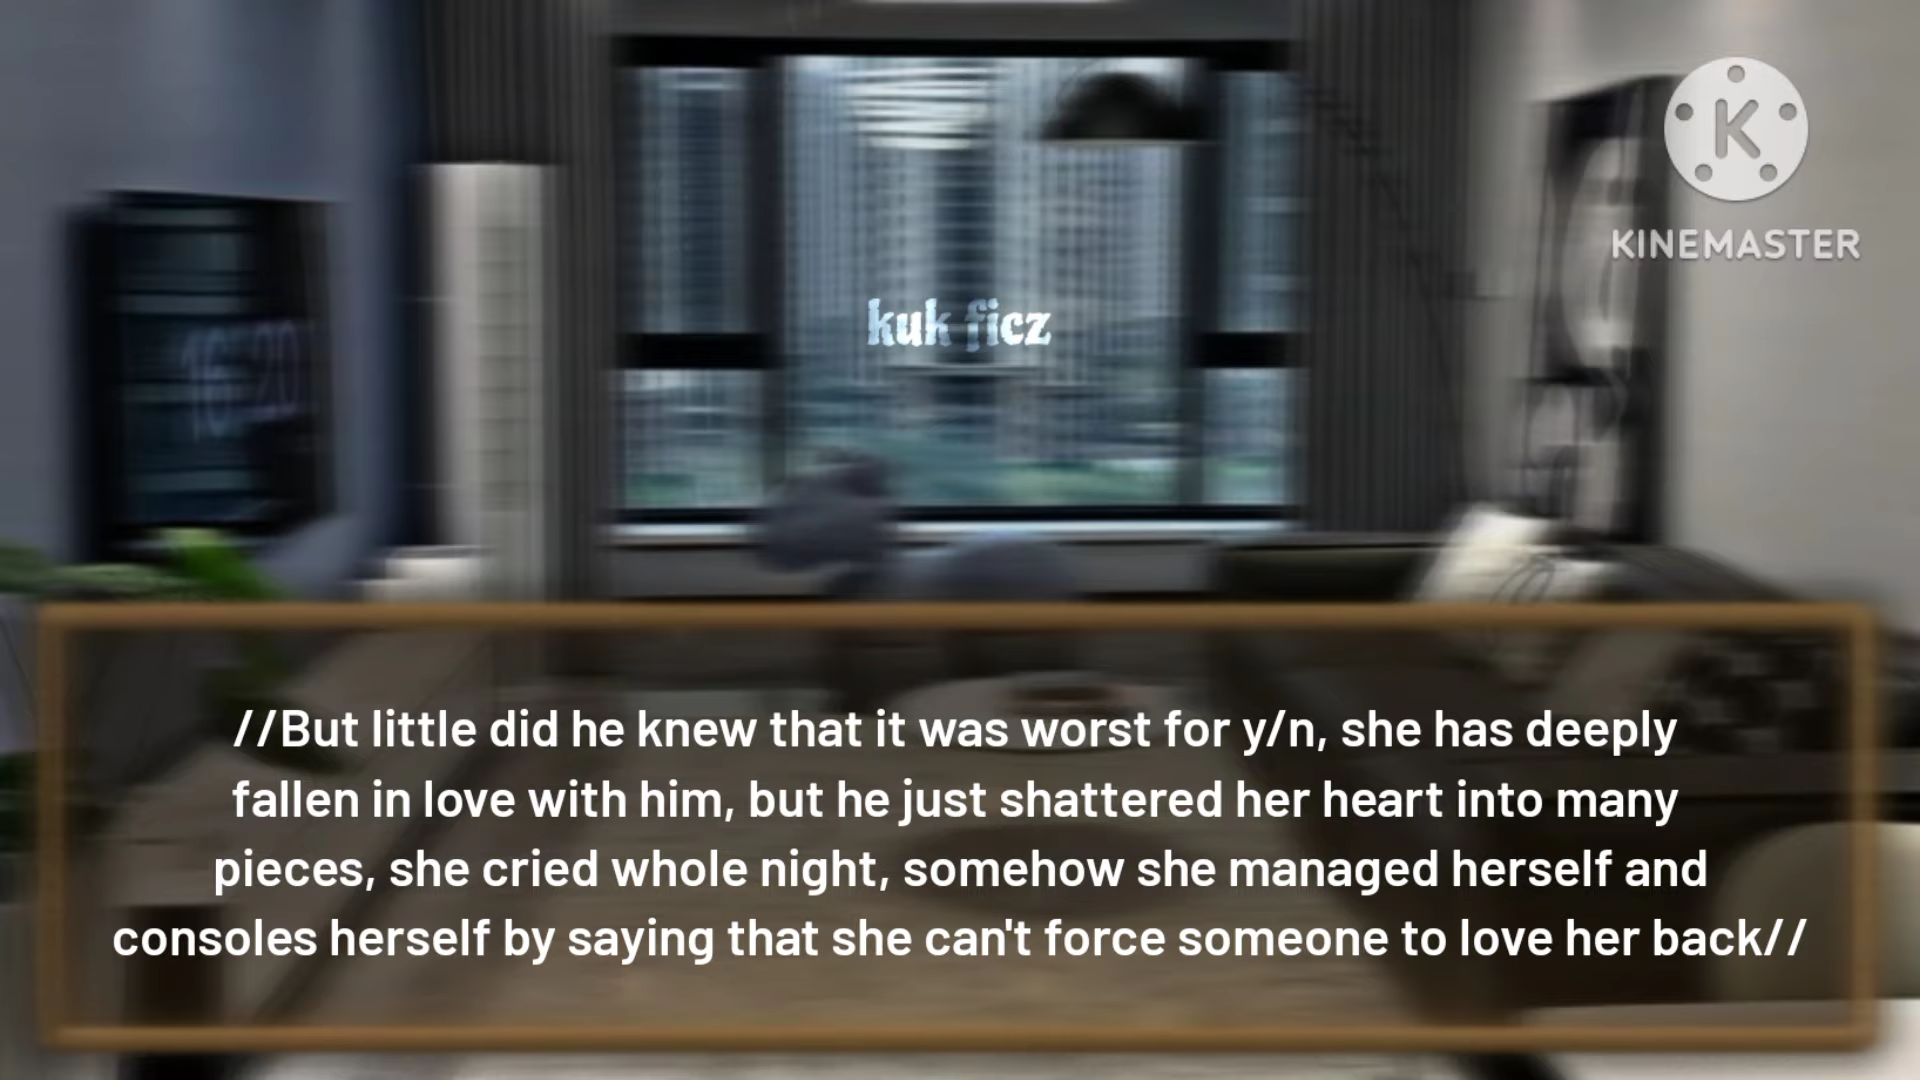 K
KINEMASTER
kuk ficz
//But little did he knew that it was worst for y/n, she has deeply
fallen in love with him, but he just shattered her heart into many
pieces, she cried whole night, somehow she managed herself and
consoles herself by saying that she can't force someone to love her back//